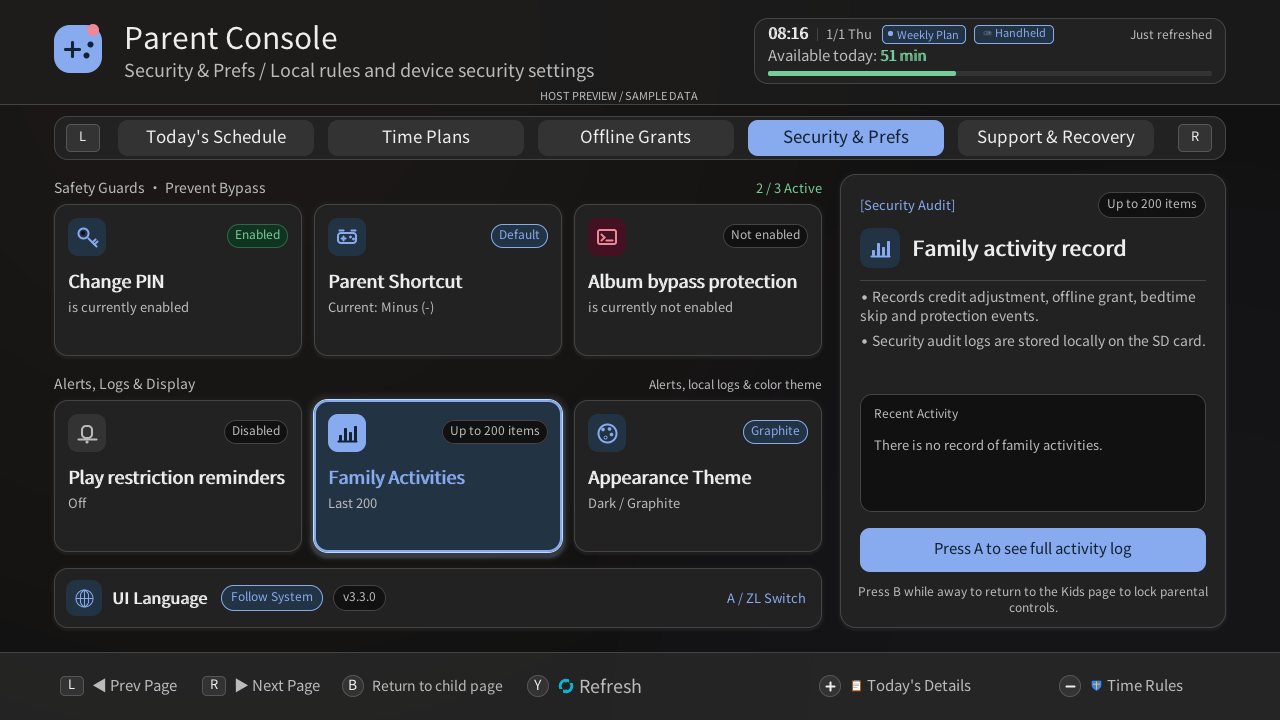 Parent Console
Security & Prefs / Local rules and device security settings
08:16 | 1/1 Thu
Weekly Plan
Handheld
Just refreshed
Available today: 51 min
HOST PREVIEW / SAMPLE DATA
L
Today's Schedule
Time Plans
Offline Grants
Security & Prefs
Support & Recovery
R
Safety Guards • Prevent Bypass
2 / 3 Active
Enabled
Change PIN
is currently enabled
Default
Parent Shortcut
Current: Minus (-)
Not enabled
Album bypass protection
is currently not enabled
Alerts, Logs & Display
Alerts, local logs & color theme
Disabled
Play restriction reminders
Off
Up to 200 items
Family Activities
Last 200
Graphite
Appearance Theme
Dark / Graphite
UI Language
Follow System
v3.3.0
A / ZL Switch
[Security Audit]
Up to 200 items
Family activity record
• Records credit adjustment, offline grant, bedtime
skip and protection events.
• Security audit logs are stored locally on the SD card.
Recent Activity
There is no record of family activities.
Press A to see full activity log
Press B while away to return to the Kids page to lock parental
controls.
L ◀ Prev Page
R ▶ Next Page
B Return to child page
Y Refresh
+ Today's Details
− Time Rules